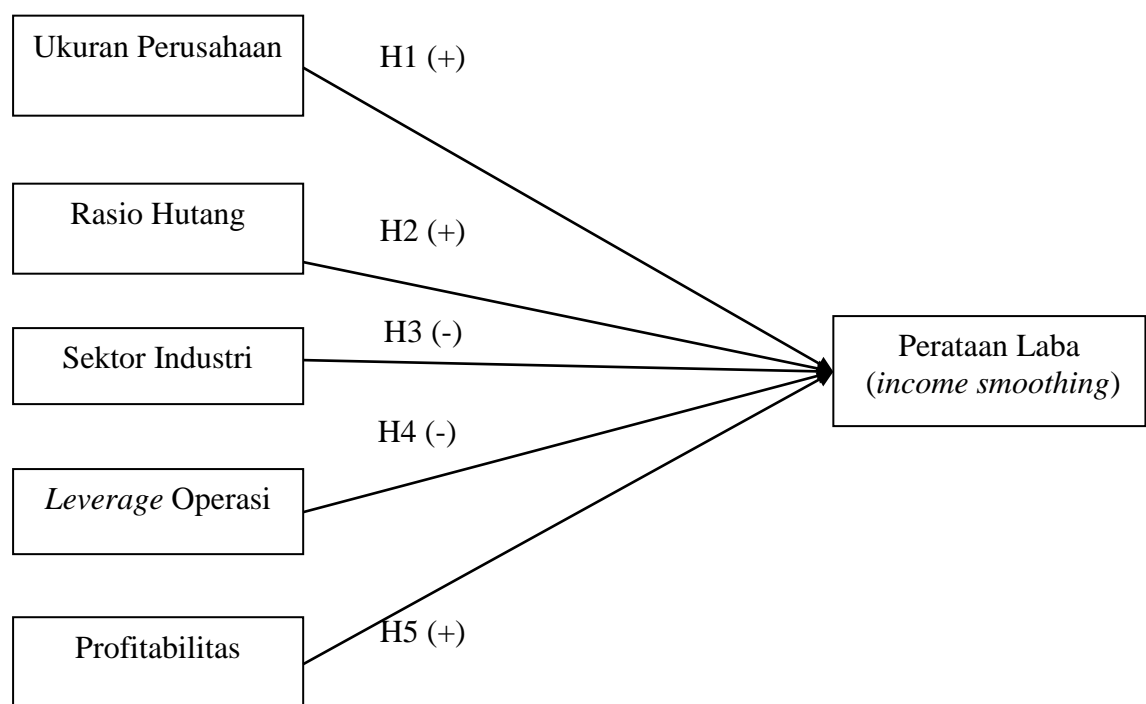 Ukuran Perusahaan
H1 (+)
Rasio Hutang
H2 (+)
H3 (-)
Sektor Industri
Perataan Laba
(income smoothing)
H4 (-)
Leverage Operasi
H5 (+)
Profitabilitas